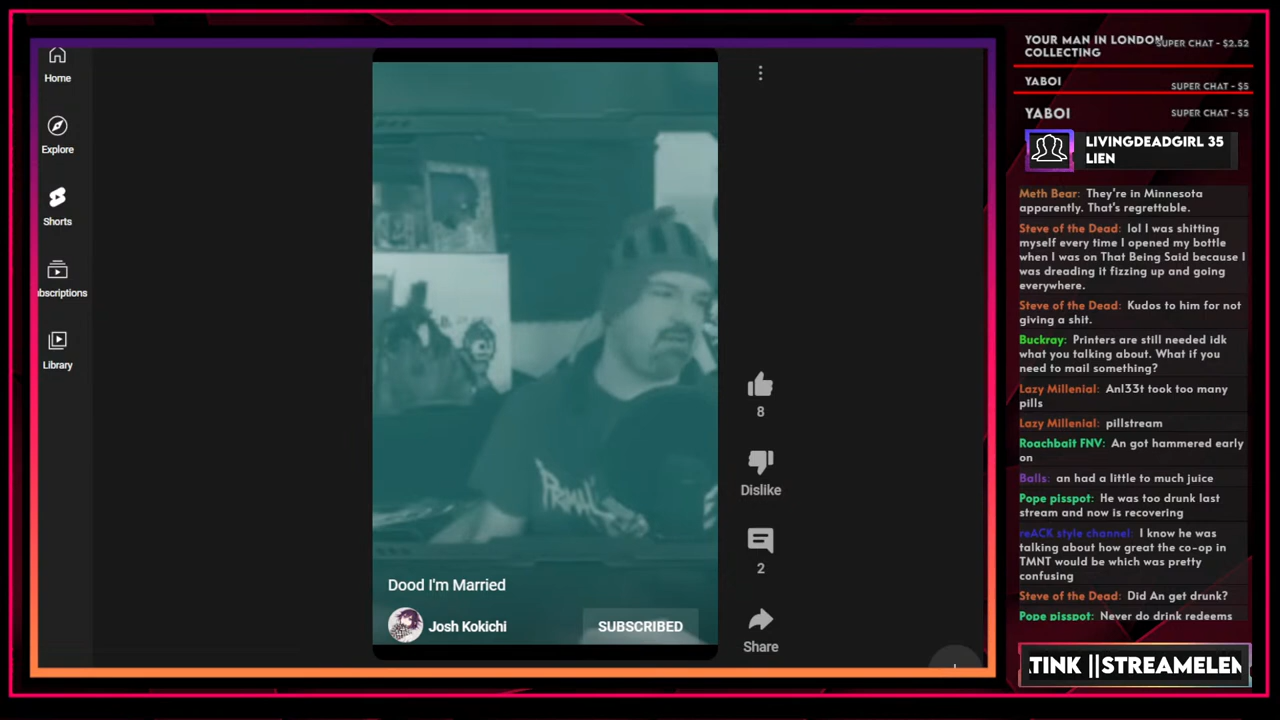 Home
Explore
Shorts
bscriptions
Library
8
Dislike
2
Share
Dood I'm Married
Josh Kokichi
SUBSCRIBED
YOUR MAN IN LONDON
COLLECTING
SUPER CHAT - $2.52
YABOI
SUPER CHAT - $5
YABOI
SUPER CHAT - $5
LIVINGDEADGIRL 35
LIEN
Meth Bear: They're in Minnesota
apparently. That's regrettable.
Steve of the Dead: lol I was shitting
myself every time I opened my bottle
when I was on That Being Said because I
was dreading it fizzing up and going
everywhere.
Steve of the Dead: Kudos to him for not
giving a shit.
Buckray: Printers are still needed idk
what you talking about. What if you
need to mail something?
Lazy Millenial: Anl33t took too many
pills
Lazy Millenial: pillstream
Roachbait FNV: An got hammered early
on
Balls: an had a little to much juice
Pope pisspot: He was too drunk last
stream and now is recovering
reACK style channel: I know he was
talking about how great the co-op in
TMNT would be which was pretty
confusing
Steve of the Dead: Did An get drunk?
Pope pisspot: Never do drink redeems
TINK ||STREAMELEN